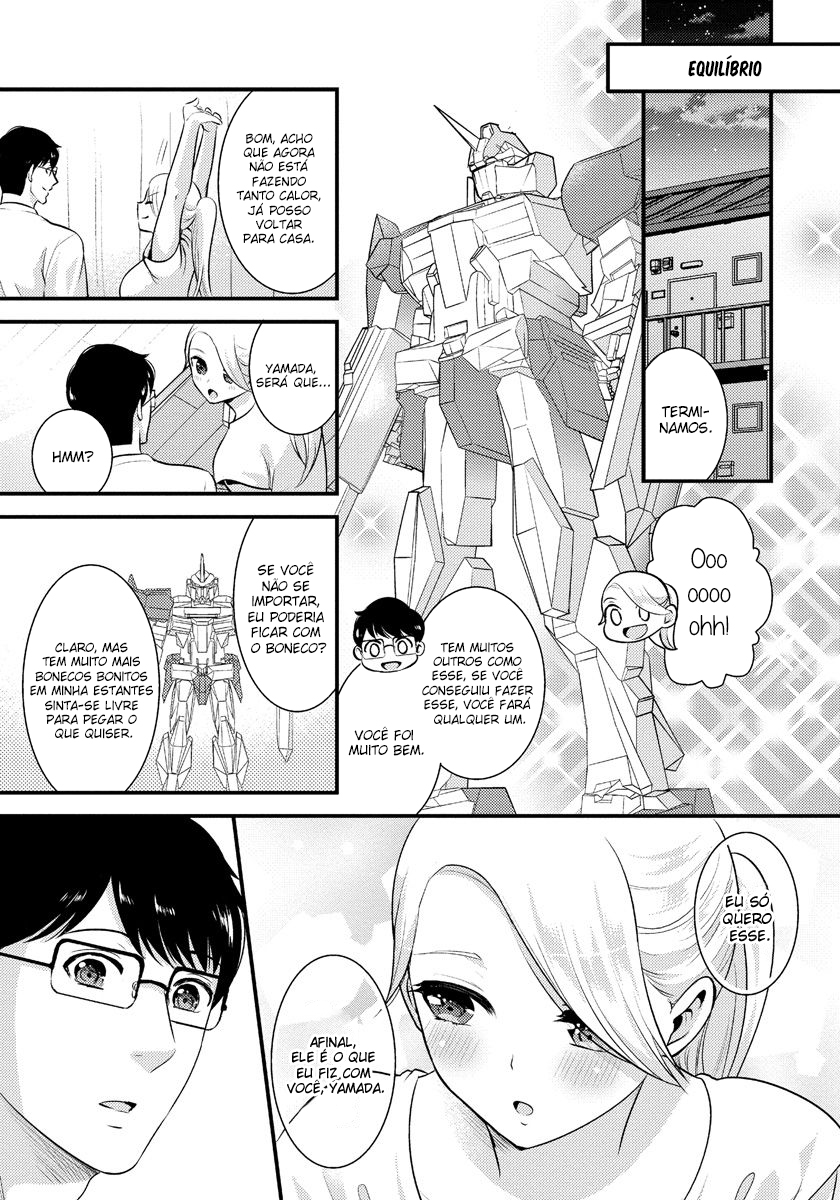 EQUILÍBRIO
TERMI-
NAMOS.
Ooo
oooo
ohh!
TEM MUITOS
OUTROS COMO
ESSE, SE VOCÊ
CONSEGUIU FAZER
ESSE, VOCÊ FARÁ
QUALQUER UM.
VOCÊ FOI
MUITO BEM.
BOM, ACHO
QUE AGORA
NÃO ESTÁ
FAZENDO
TANTO CALOR,
JÁ POSSO
VOLTAR
PARA CASA.
YAMADA,
SERÁ QUE...
HMM?
SE VOCÊ
NÃO SE
IMPORTAR,
EU PODERIA
FICAR COM
O BONECO?
CLARO, MAS
TEM MUITO MAIS
BONECOS BONITOS
EM MINHA ESTANTES
SINTA-SE LIVRE
PARA PEGAR O
QUE QUISER.
EU SÓ
QUERO
ESSE.
AFINAL,
ELE É O QUE
EU FIZ COM
VOCÊ, YAMADA.